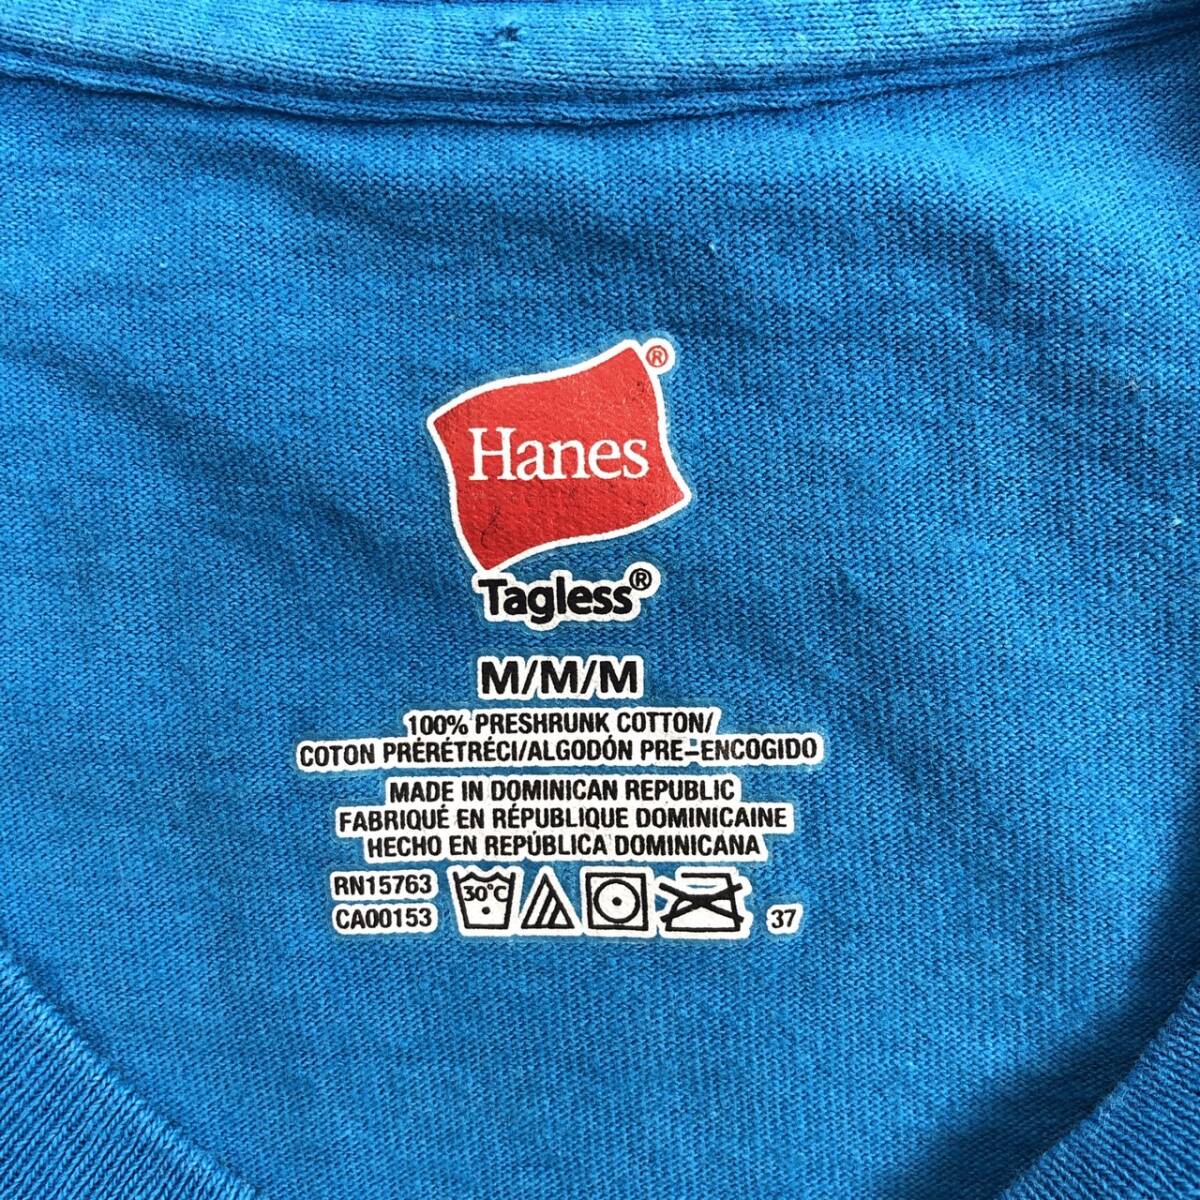 Hanes®
Tagless®
M/M/M
100% PRESHRUNK COTTON/
COTON PRÉRÉTRÉCI/ALGODÓN PRE-ENCOGIDO
MADE IN DOMINICAN REPUBLIC
FABRIQUÉ EN RÉPUBLIQUE DOMINICAINE
HECHO EN REPÚBLICA DOMINICANA
RN15763
CA00153
30°C
37